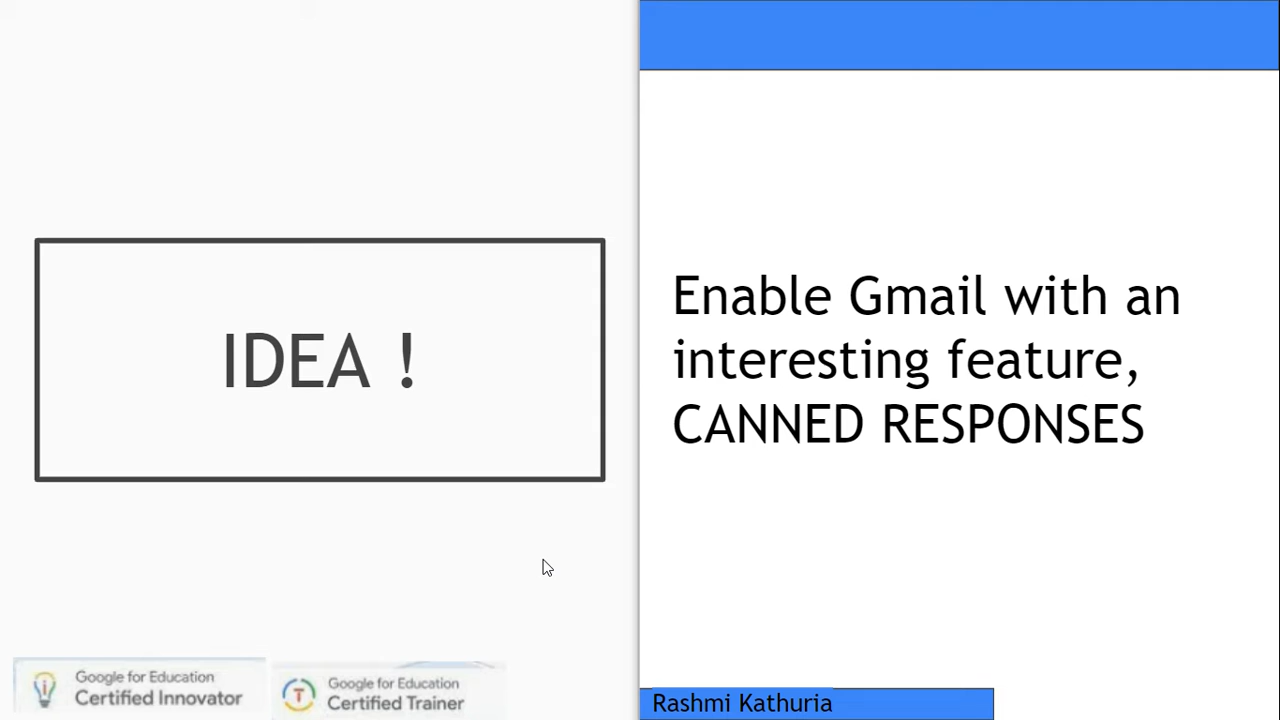 IDEA !
Enable Gmail with an
interesting feature,
CANNED RESPONSES
Google for Education
Certified Innovator
Google for Education
Certified Trainer
Rashmi Kathuria